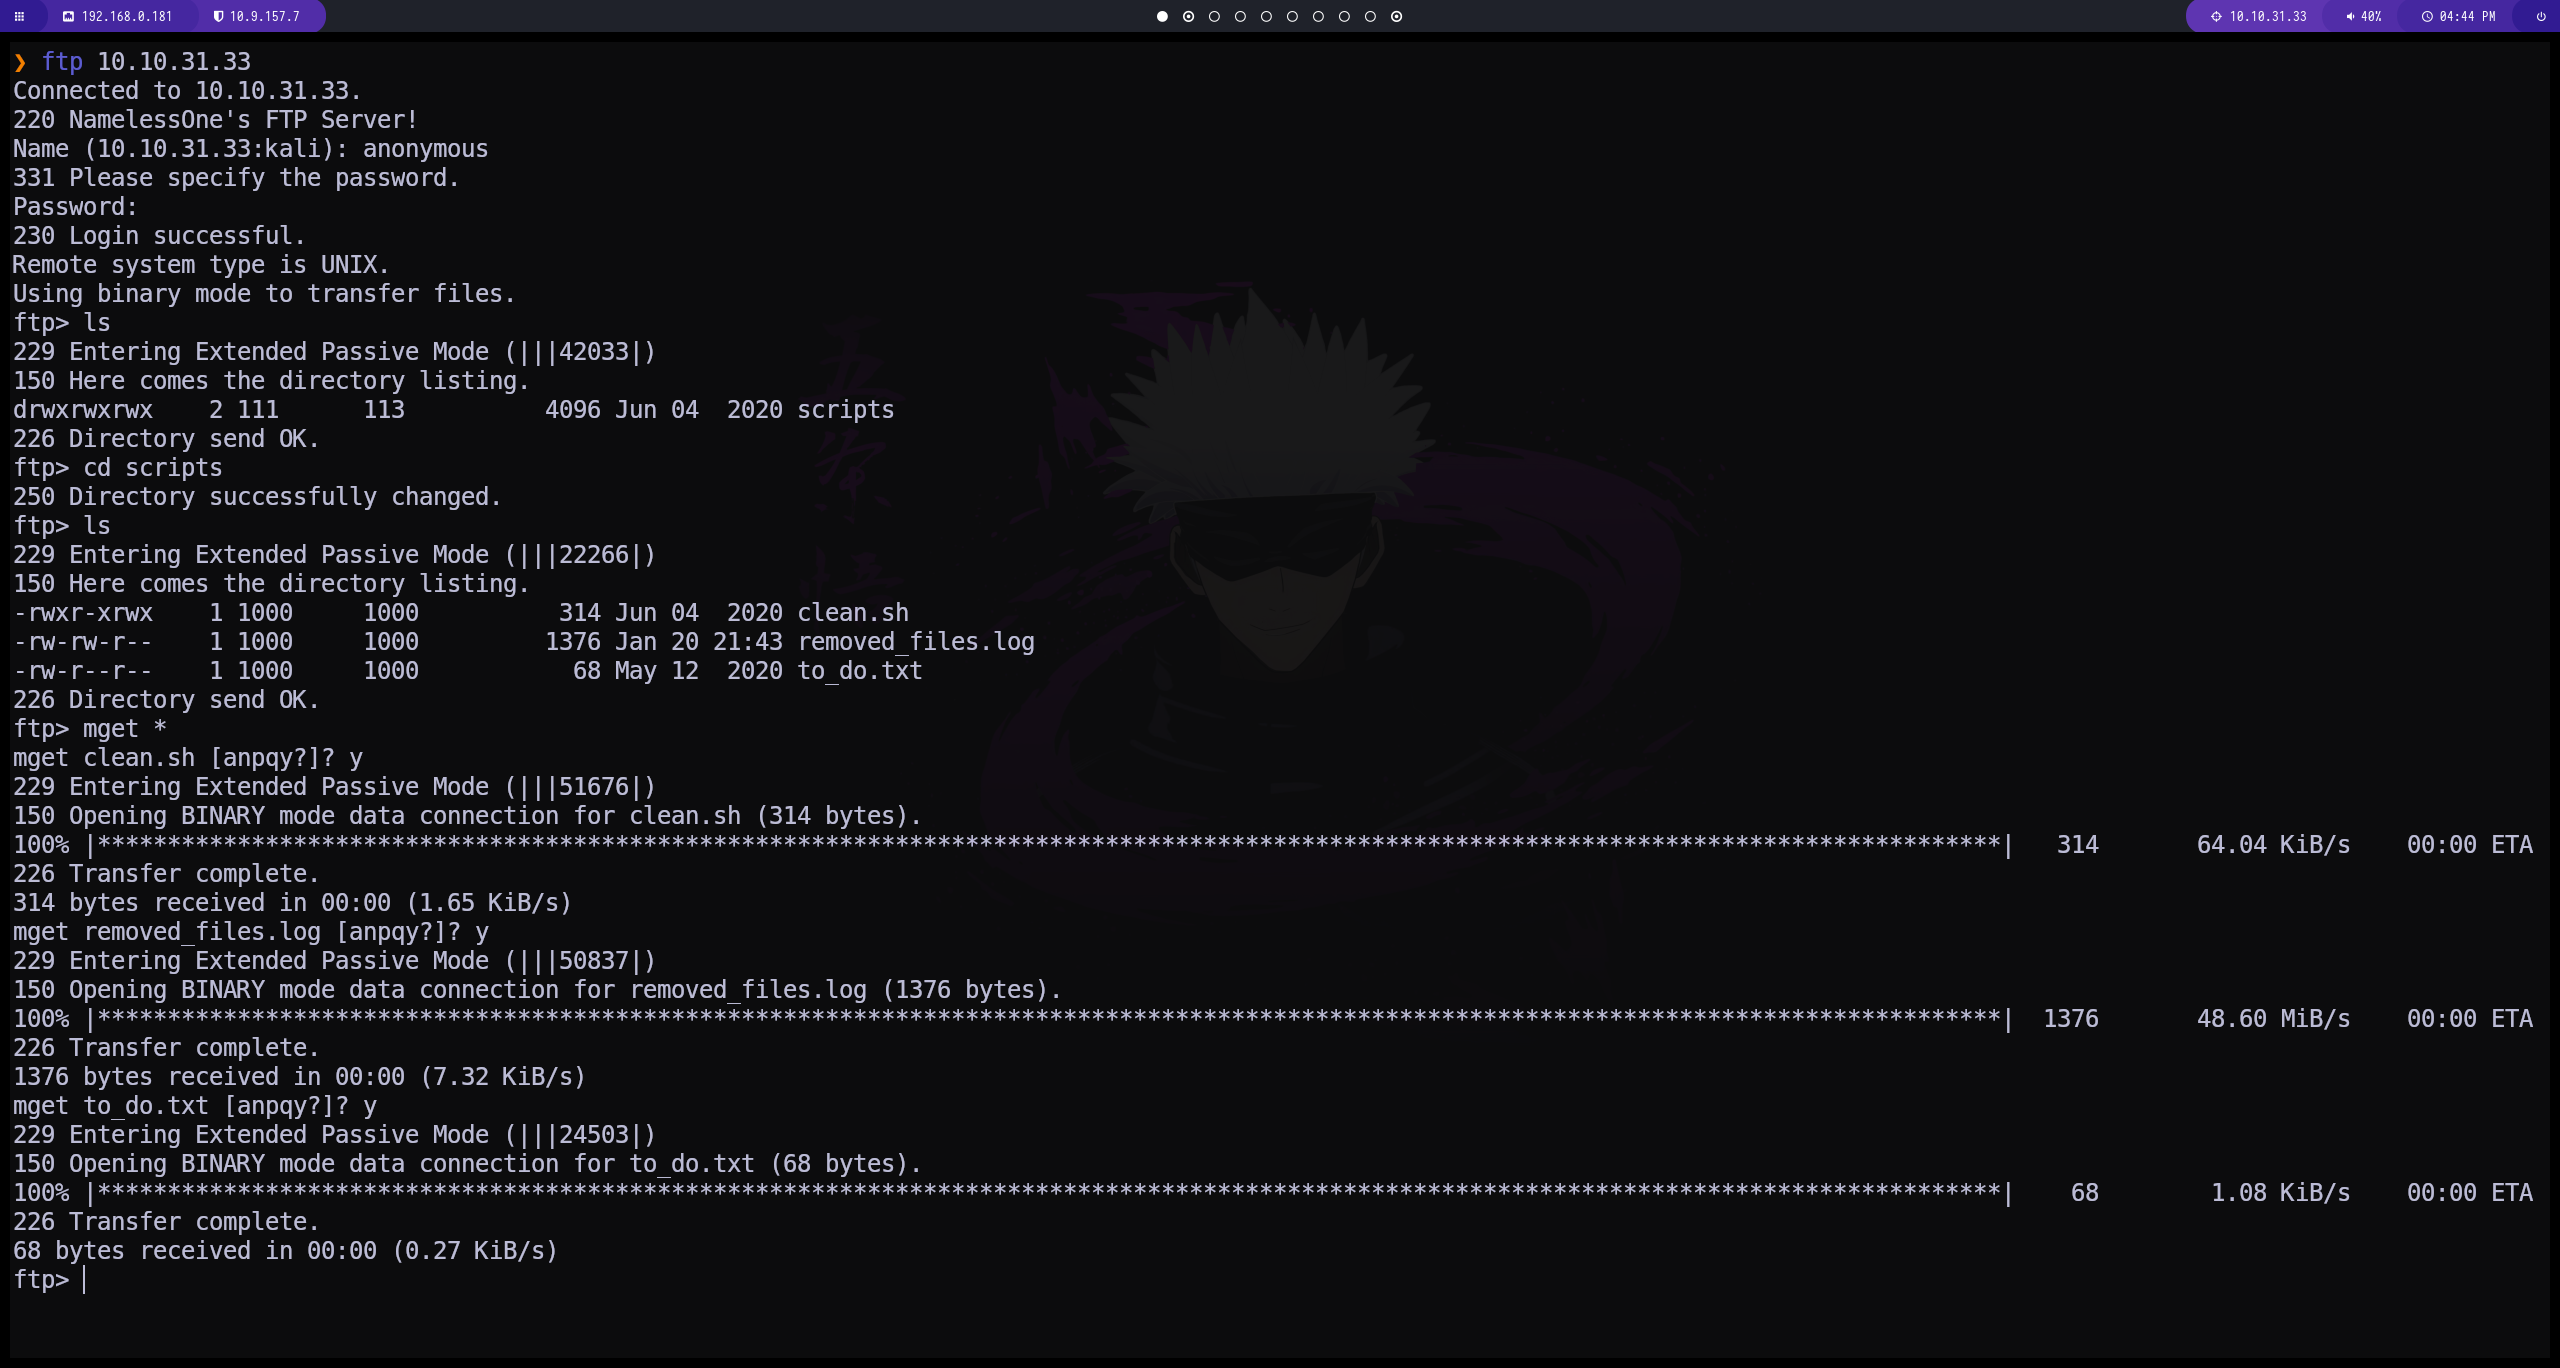 192.168.0.181 10.9.157.7 10.10.31.33 40% 04:44 PM
❯ ftp 10.10.31.33
Connected to 10.10.31.33.
220 NamelessOne's FTP Server!
Name (10.10.31.33:kali): anonymous
331 Please specify the password.
Password:
230 Login successful.
Remote system type is UNIX.
Using binary mode to transfer files.
ftp> ls
229 Entering Extended Passive Mode (|||42033|)
150 Here comes the directory listing.
drwxrwxrwx    2 111      113          4096 Jun 04  2020 scripts
226 Directory send OK.
ftp> cd scripts
250 Directory successfully changed.
ftp> ls
229 Entering Extended Passive Mode (|||22266|)
150 Here comes the directory listing.
-rwxr-xrwx    1 1000     1000          314 Jun 04  2020 clean.sh
-rw-rw-r--    1 1000     1000         1376 Jan 20 21:43 removed_files.log
-rw-r--r--    1 1000     1000           68 May 12  2020 to_do.txt
226 Directory send OK.
ftp> mget *
mget clean.sh [anpqy?]? y
229 Entering Extended Passive Mode (|||51676|)
150 Opening BINARY mode data connection for clean.sh (314 bytes).
100% |****************************************************************************************************************************************|   314       64.04 KiB/s    00:00 ETA
226 Transfer complete.
314 bytes received in 00:00 (1.65 KiB/s)
mget removed_files.log [anpqy?]? y
229 Entering Extended Passive Mode (|||50837|)
150 Opening BINARY mode data connection for removed_files.log (1376 bytes).
100% |****************************************************************************************************************************************|  1376       48.60 MiB/s    00:00 ETA
226 Transfer complete.
1376 bytes received in 00:00 (7.32 KiB/s)
mget to_do.txt [anpqy?]? y
229 Entering Extended Passive Mode (|||24503|)
150 Opening BINARY mode data connection for to_do.txt (68 bytes).
100% |****************************************************************************************************************************************|    68        1.08 KiB/s    00:00 ETA
226 Transfer complete.
68 bytes received in 00:00 (0.27 KiB/s)
ftp>
五
条
悟